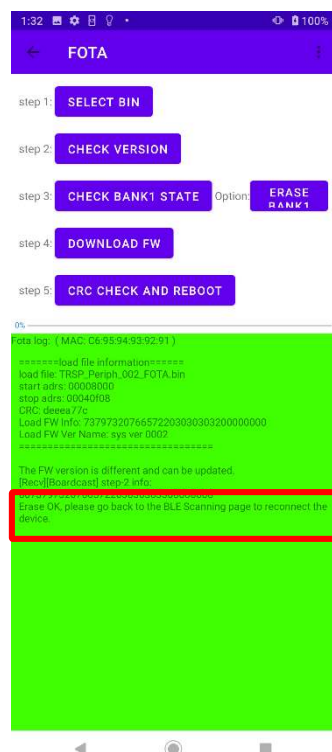 1:32 100%
FOTA
step 1: SELECT BIN
step 2: CHECK VERSION
step 3: CHECK BANK1 STATE Option: ERASE BANK1
step 4: DOWNLOAD FW
step 5: CRC CHECK AND REBOOT
0%
Fota log: ( MAC: C6:95:94:93:92:91 )
=======load file information======
load file: TRSP_Periph_002_FOTA.bin
start adrs: 00008000
stop adrs: 00040f08
CRC: deeea77c
Load FW Info: 73797320766572203030303200000000
Load FW Ver Name: sys ver 0002
==================================
The FW version is different and can be updated.
[Recv][Boardcast] step-2 info:
Erase OK, please go back to the BLE Scanning page to reconnect the
device.